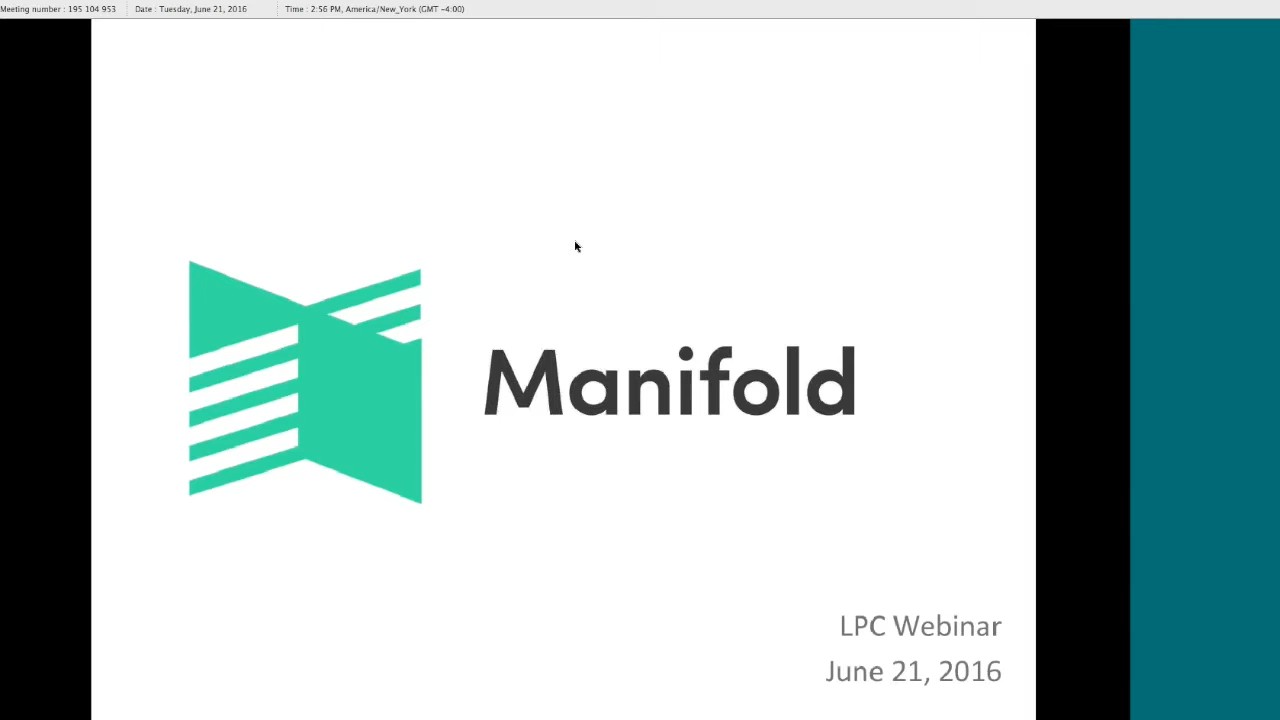 Meeting number : 195 104 953 Date : Tuesday, June 21, 2016 Time : 2:56 PM, America/New_York (GMT -4:00)
Manifold
LPC Webinar
June 21, 2016